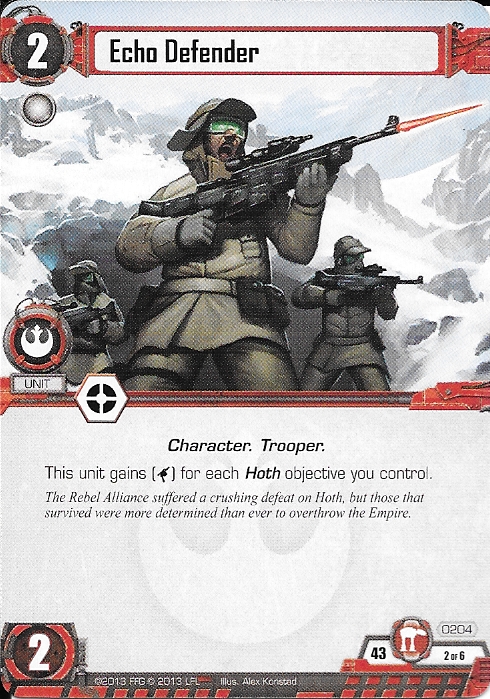 2
Echo Defender
UNIT
Character. Trooper.
This unit gains ( ) for each Hoth objective you control.
The Rebel Alliance suffered a crushing defeat on Hoth, but those that
survived were more determined than ever to overthrow the Empire.
2
0204
43
2 OF 6
©2013 FFG © 2013 LFL Illus. Alex Konstad